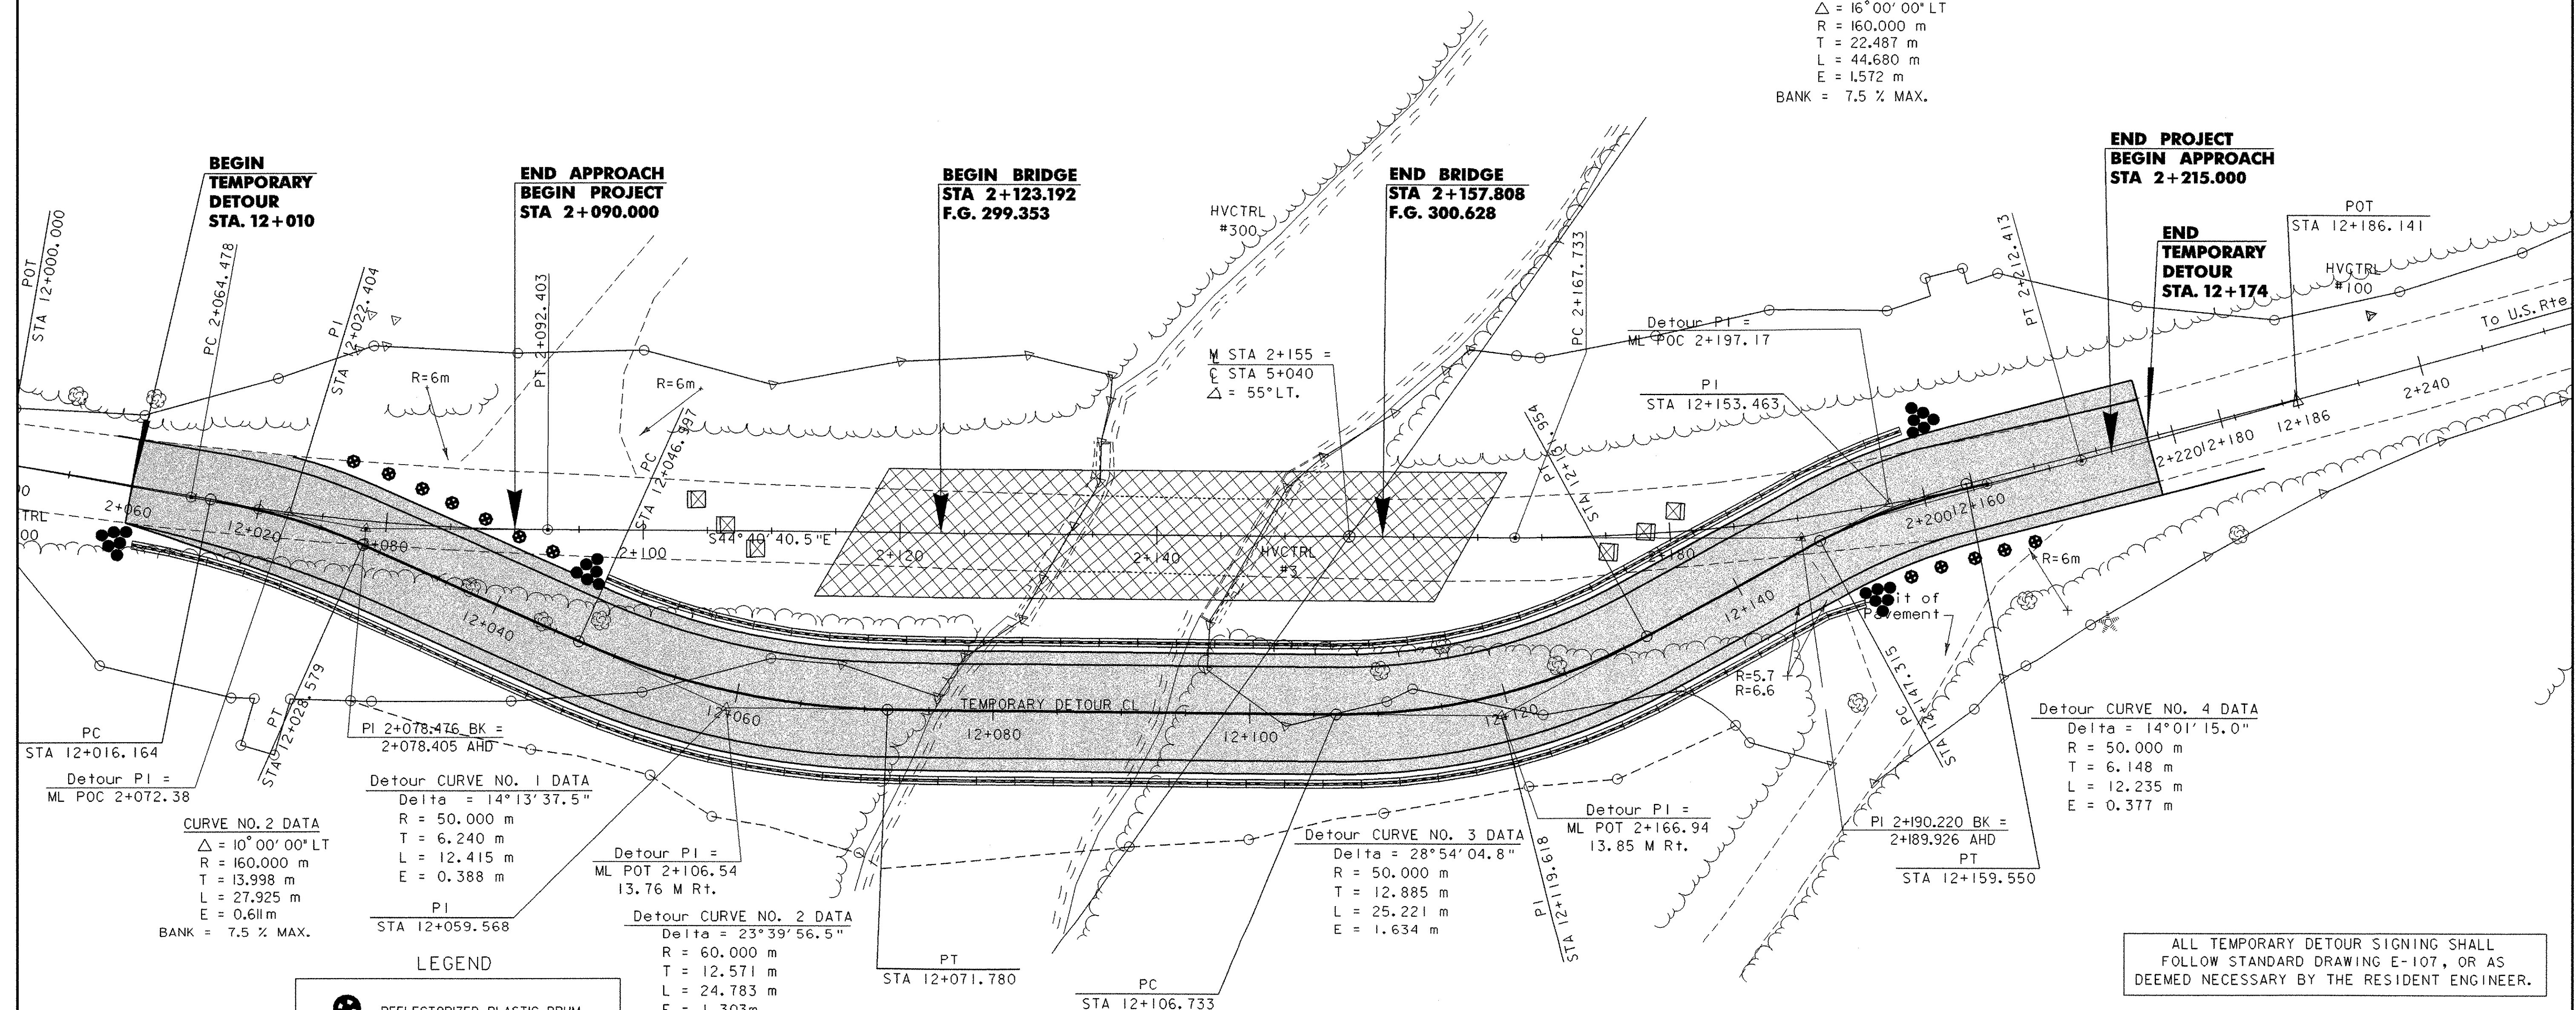 △ = 16°00'00" LT
R = 160.000 m
T = 22.487 m
L = 44.680 m
E = 1.572 m
BANK = 7.5 % MAX.
BEGIN
TEMPORARY
DETOUR
STA. 12+010
END APPROACH
BEGIN PROJECT
STA 2+090.000
BEGIN BRIDGE
STA 2+123.192
F.G. 299.353
END BRIDGE
STA 2+157.808
F.G. 300.628
END PROJECT
BEGIN APPROACH
STA 2+215.000
END
TEMPORARY
DETOUR
STA. 12+174
POT
STA 12+186.141
HVCTRL
#100
To U.S.Rte
HVCTRL
#300
POT
STA 12+000.000
PC 2+064.478
PI
STA 12+022.404
PT 2+092.403
PC
STA 12+046.997
R=6m
R=6m
PC 2+167.733
PT 2+212.413
Detour PI =
ML POC 2+197.17
PI
STA 12+153.463
M̲L STA 2+155 =
C̲L STA 5+040
△ = 55°LT.
PT
STA 12+131.954
2+060
12+020
2+080
2+100
S44°40'40.5"E
2+120
2+140
HVCTRL
#3
2+180
2+200
12+160
2+220
12+180
12+186
2+240
12+040
12+060
TEMPORARY DETOUR CL
12+080
12+100
12+120
12+140
R=6m
Pavement
R=5.7
R=6.6
PC
STA 12+147.315
PT
STA 12+028.579
PC
STA 12+016.164
Detour PI =
ML POC 2+072.38
PI 2+078.476 BK =
2+078.405 AHD
Detour CURVE NO. 1 DATA
Delta = 14°13'37.5"
R = 50.000 m
T = 6.240 m
L = 12.415 m
E = 0.388 m
CURVE NO.2 DATA
△ = 10°00'00" LT
R = 160.000 m
T = 13.998 m
L = 27.925 m
E = 0.611m
BANK = 7.5 % MAX.
PI
STA 12+059.568
Detour PI =
ML POT 2+106.54
13.76 M Rt.
Detour CURVE NO. 2 DATA
Delta = 23°39'56.5"
R = 60.000 m
T = 12.571 m
L = 24.783 m
E = 1.303m
PT
STA 12+071.780
PC
STA 12+106.733
Detour CURVE NO. 3 DATA
Delta = 28°54'04.8"
R = 50.000 m
T = 12.885 m
L = 25.221 m
E = 1.634 m
PI
STA 12+119.618
Detour PI =
ML POT 2+166.94
13.85 M Rt.
PI 2+190.220 BK =
2+189.926 AHD
PT
STA 12+159.550
Detour CURVE NO. 4 DATA
Delta = 14°01'15.0"
R = 50.000 m
T = 6.148 m
L = 12.235 m
E = 0.377 m
LEGEND
REFLECTORIZED PLASTIC DRUM
ALL TEMPORARY DETOUR SIGNING SHALL
FOLLOW STANDARD DRAWING E-107, OR AS
DEEMED NECESSARY BY THE RESIDENT ENGINEER.